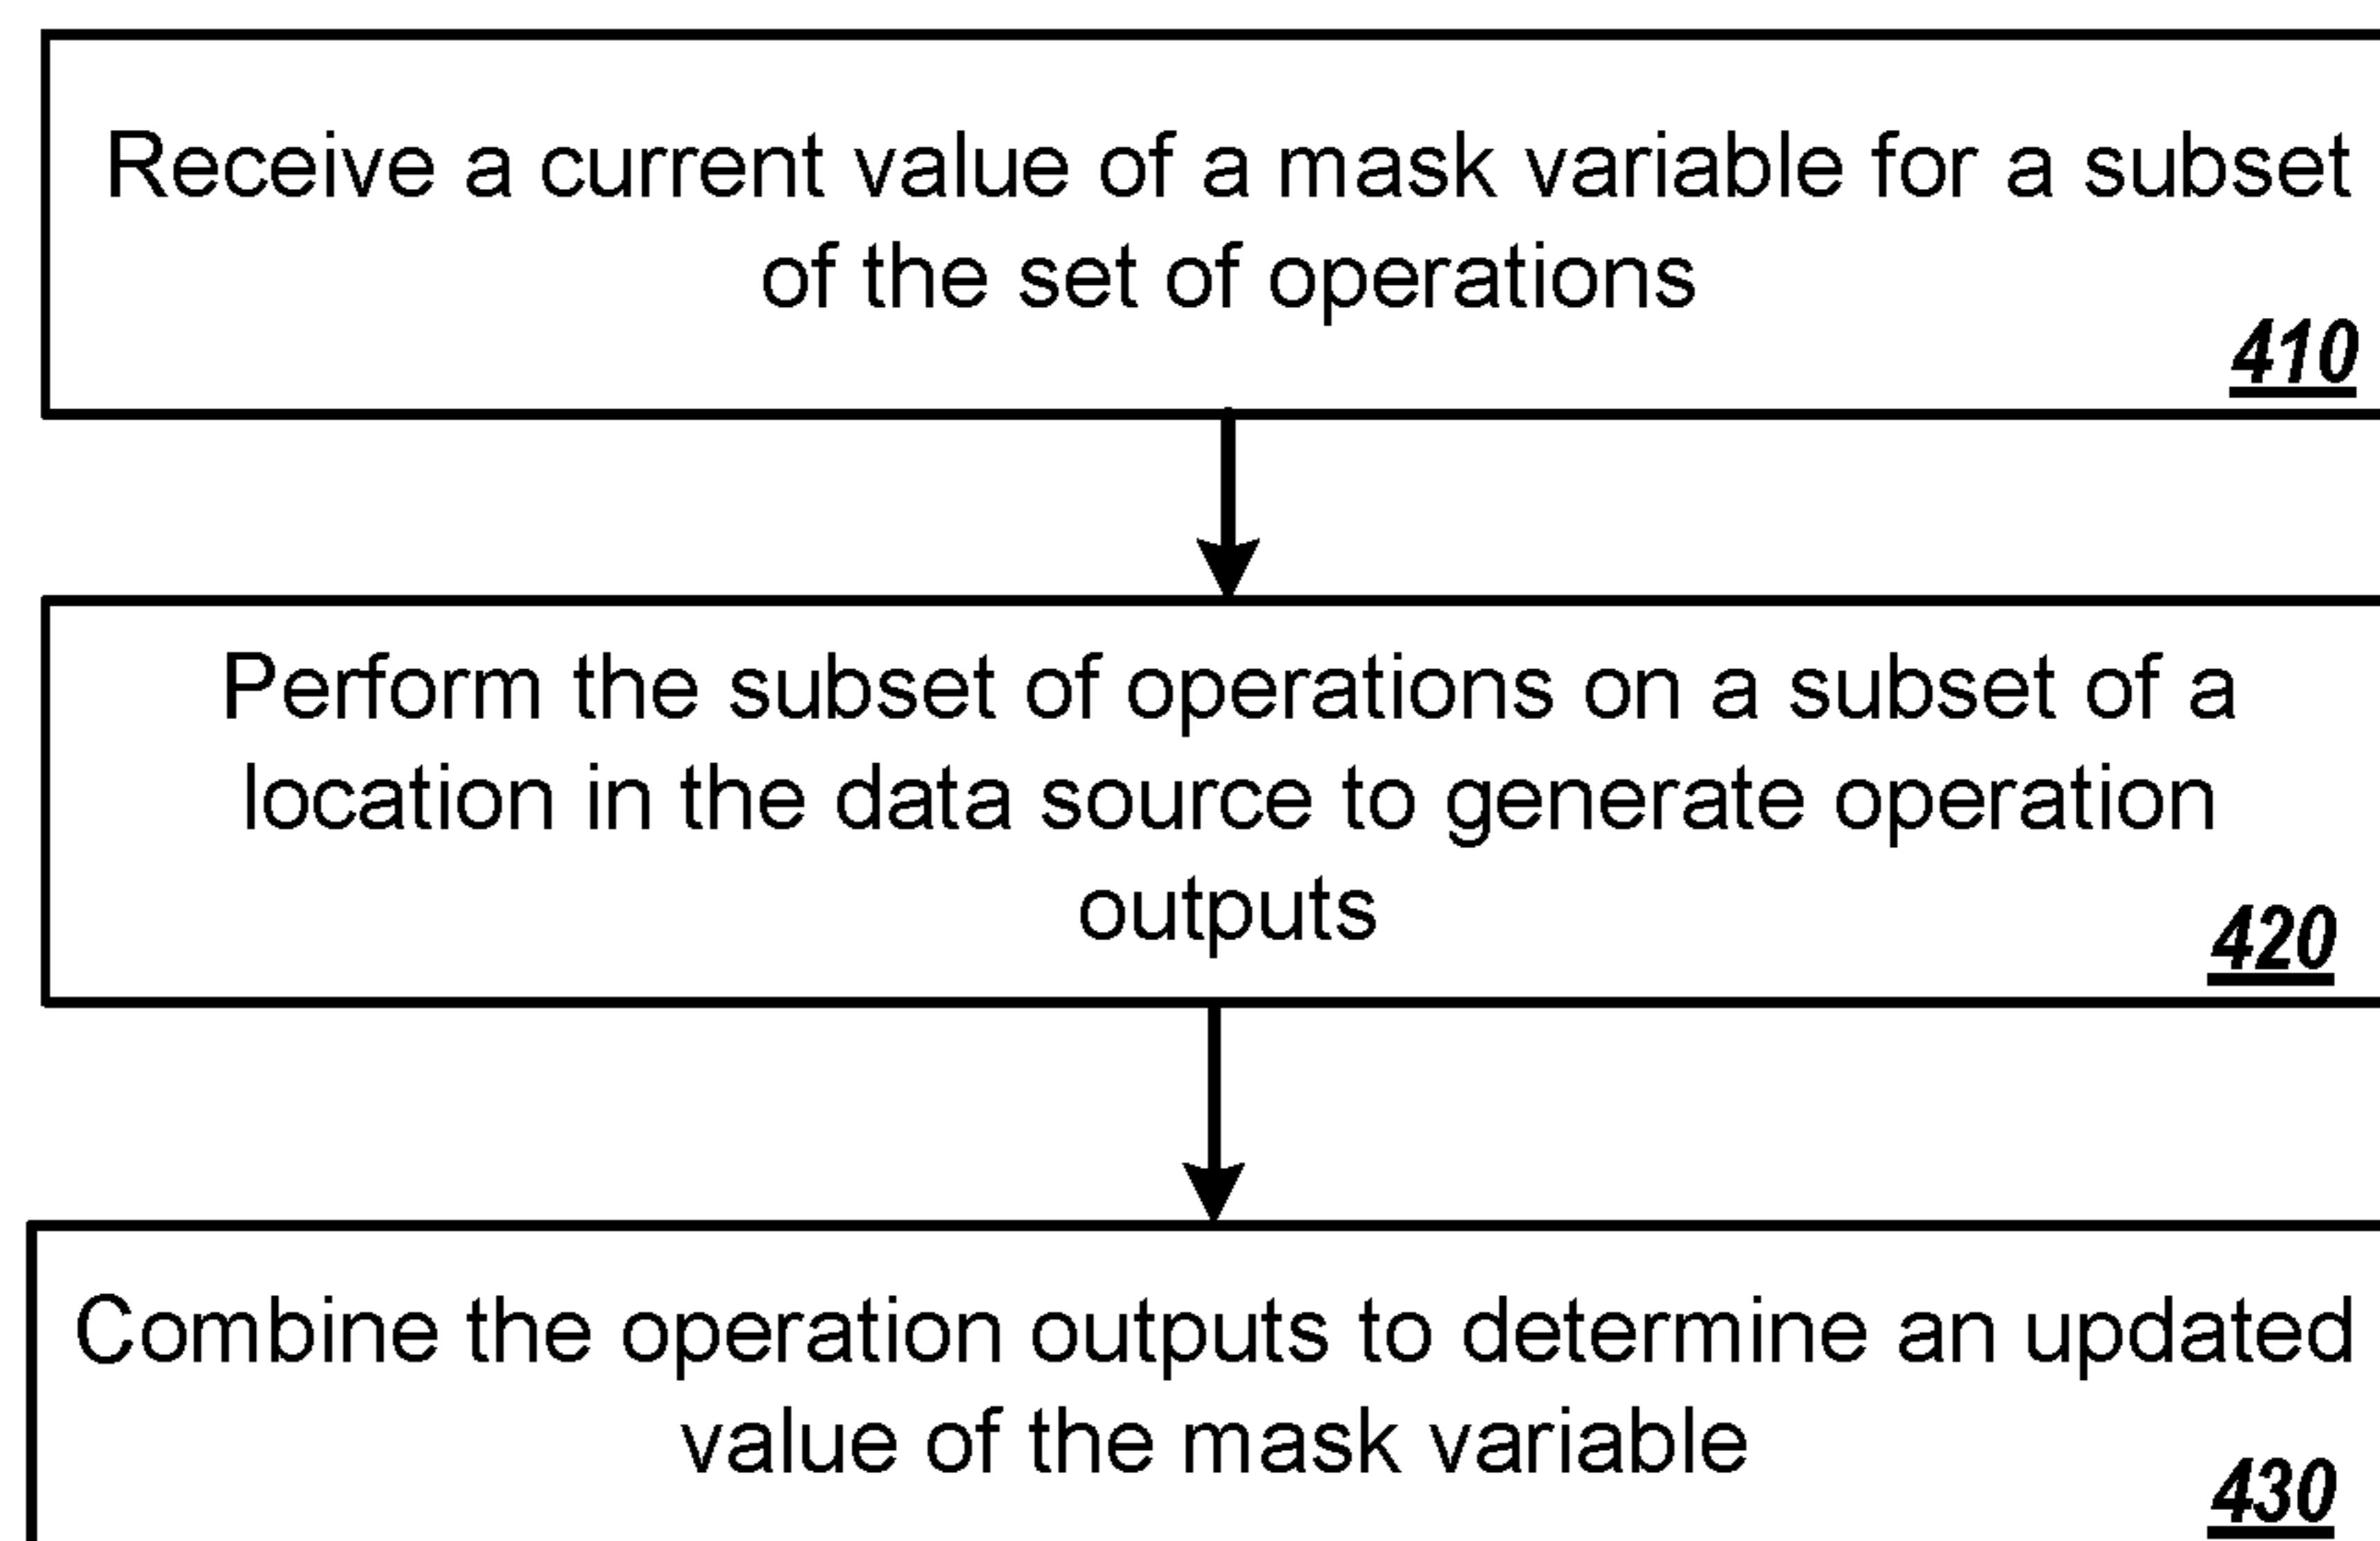 Receive a current value of a mask variable for a subset
of the set of operations
410
Perform the subset of operations on a subset of a
location in the data source to generate operation
outputs
420
Combine the operation outputs to determine an updated
value of the mask variable
430